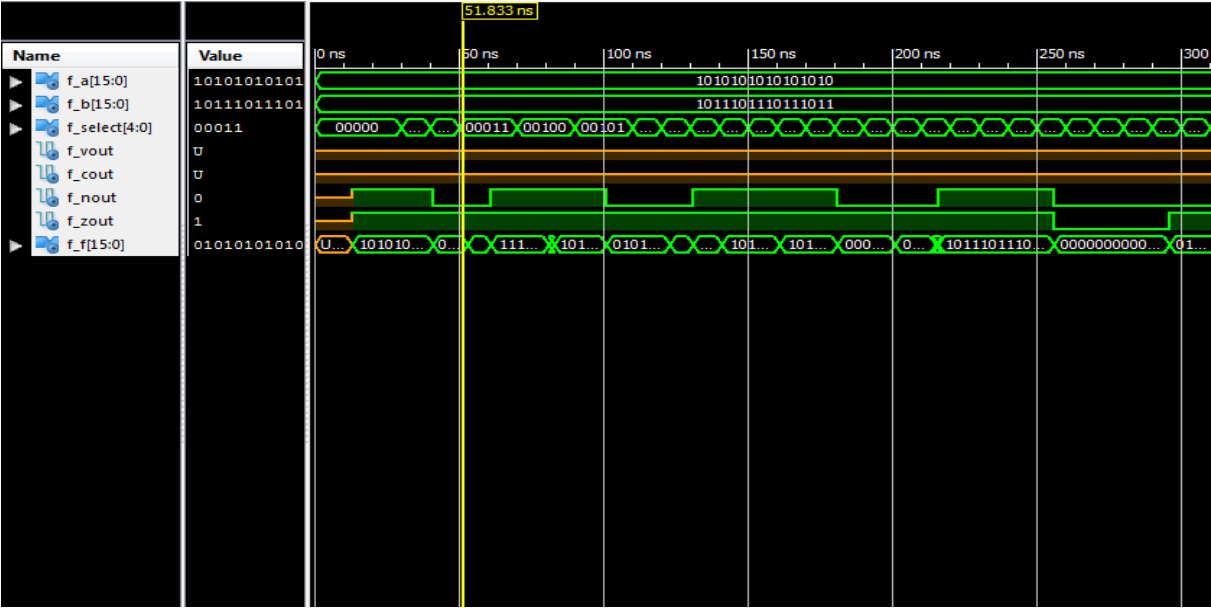 51.833 ns
Name Value 0 ns 50 ns 100 ns 150 ns 200 ns 250 ns 300
f_a[15:0] 10101010101 1010101010101010
f_b[15:0] 10111011101 1011101110111011
f_select[4:0] 00011 00000 ... ... 00011 00100 00101 ... ... ... ... ... ... ... ... ... ... ... ... ... ... ... ... ... ... ... ...
f_vout U
f_cout U
f_nout 0
f_zout 1
f_f[15:0] 01010101010 U... 101010... 0... 111... 101... 0101... ... 101... 101... 000... 0... 1011101110... 0000000000... 01...